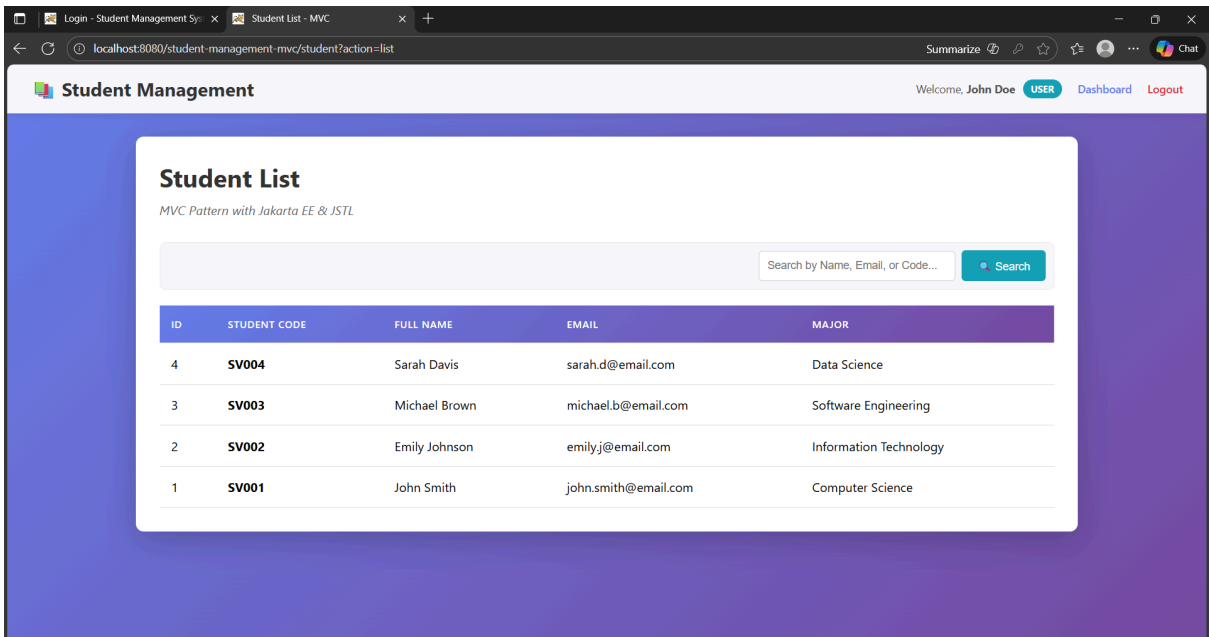 Login - Student Management Sys
Student List - MVC
localhost:8080/student-management-mvc/student?action=list
Summarize
Chat
Student Management
Welcome, John Doe USER Dashboard Logout
Student List
MVC Pattern with Jakarta EE & JSTL
Search by Name, Email, or Code... Search
ID STUDENT CODE FULL NAME EMAIL MAJOR
4 SV004 Sarah Davis sarah.d@email.com Data Science
3 SV003 Michael Brown michael.b@email.com Software Engineering
2 SV002 Emily Johnson emily.j@email.com Information Technology
1 SV001 John Smith john.smith@email.com Computer Science